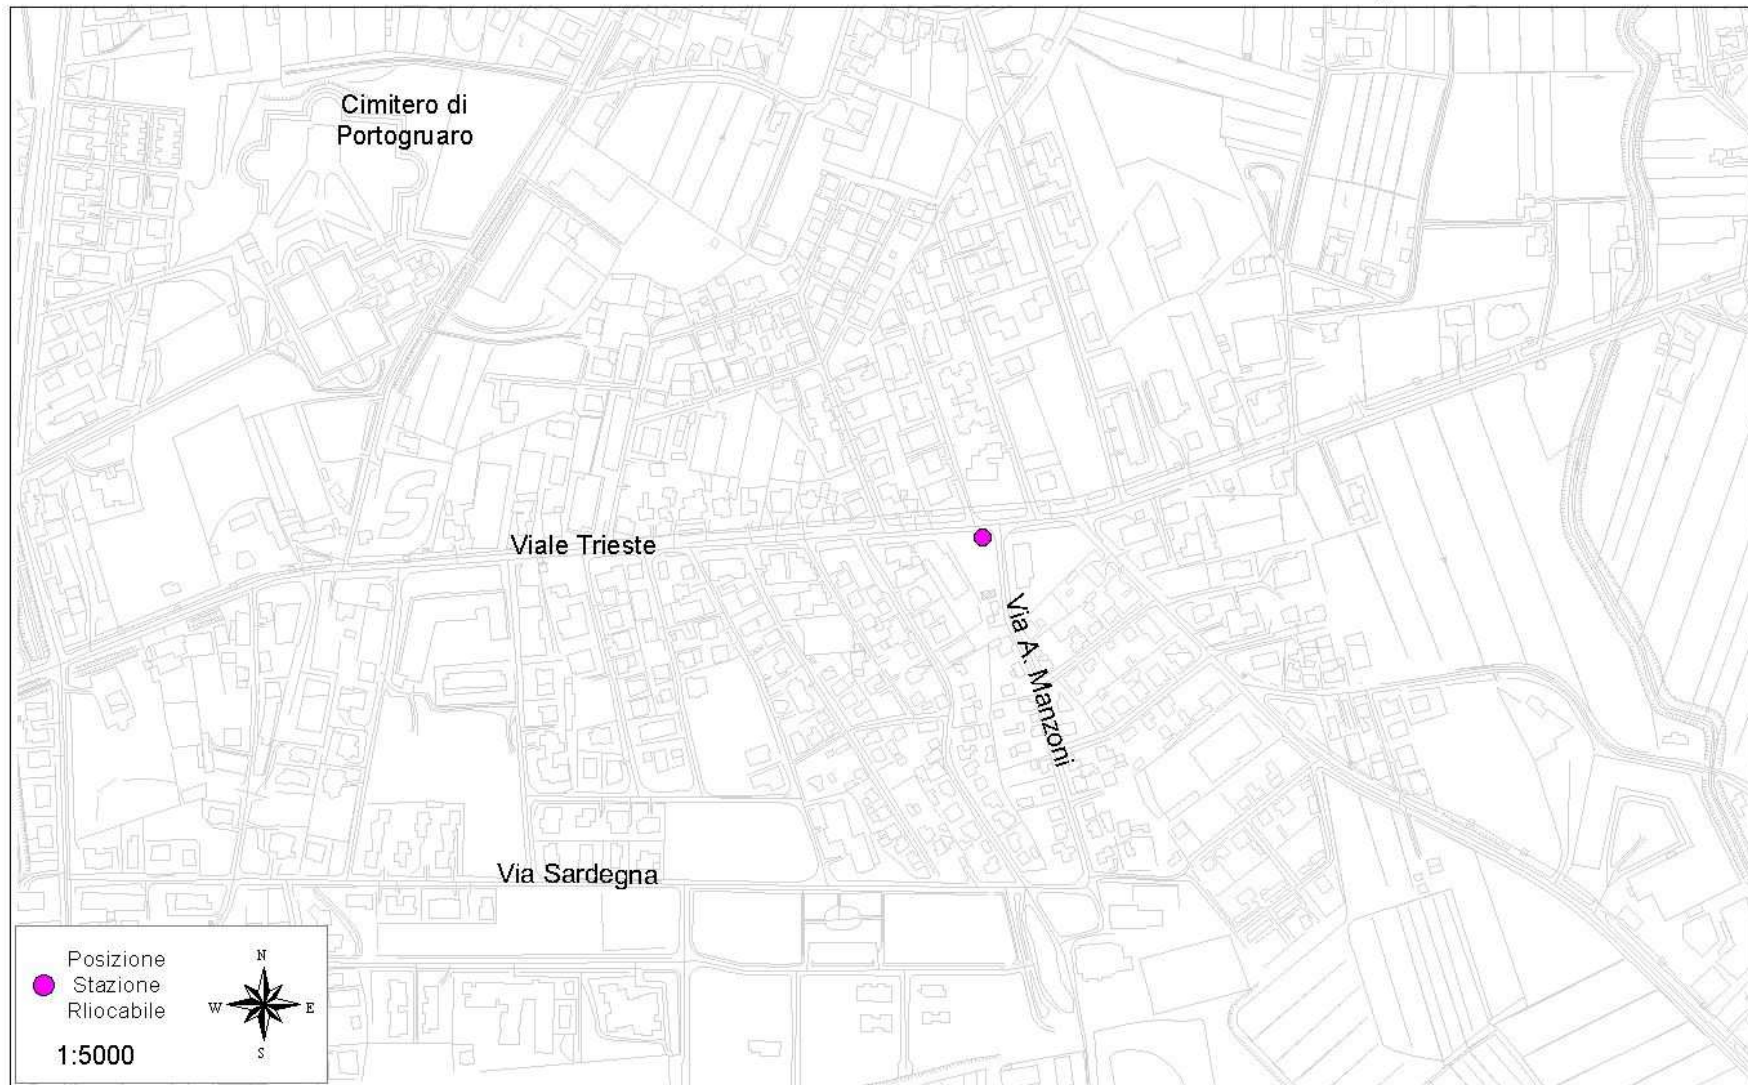 Cimitero di
Portogruaro
Viale Trieste
Via A. Manzoni
Via Sardegna
Posizione
Stazione
Rliocabile
N
W E
S
1:5000